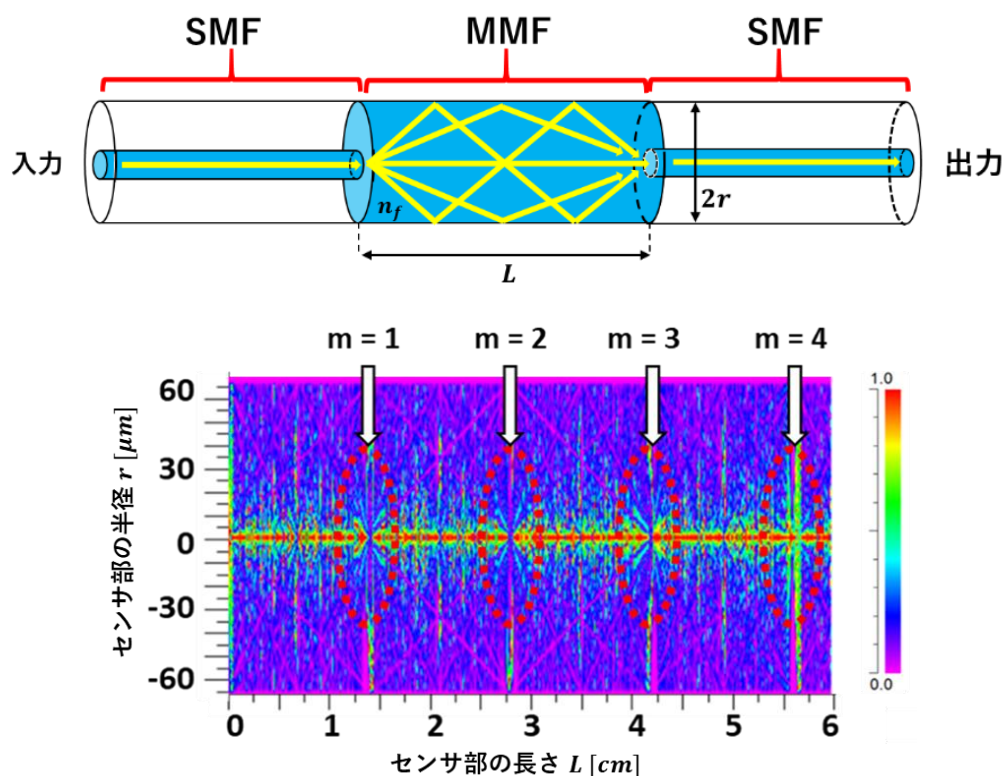 SMF MMF SMF
入力
出力
n_f
2r
L
m = 1 m = 2 m = 3 m = 4
センサ部の半径 r [μm]
60
30
0
-30
-60
0 1 2 3 4 5 6
センサ部の長さ L [cm]
1.0
0.0